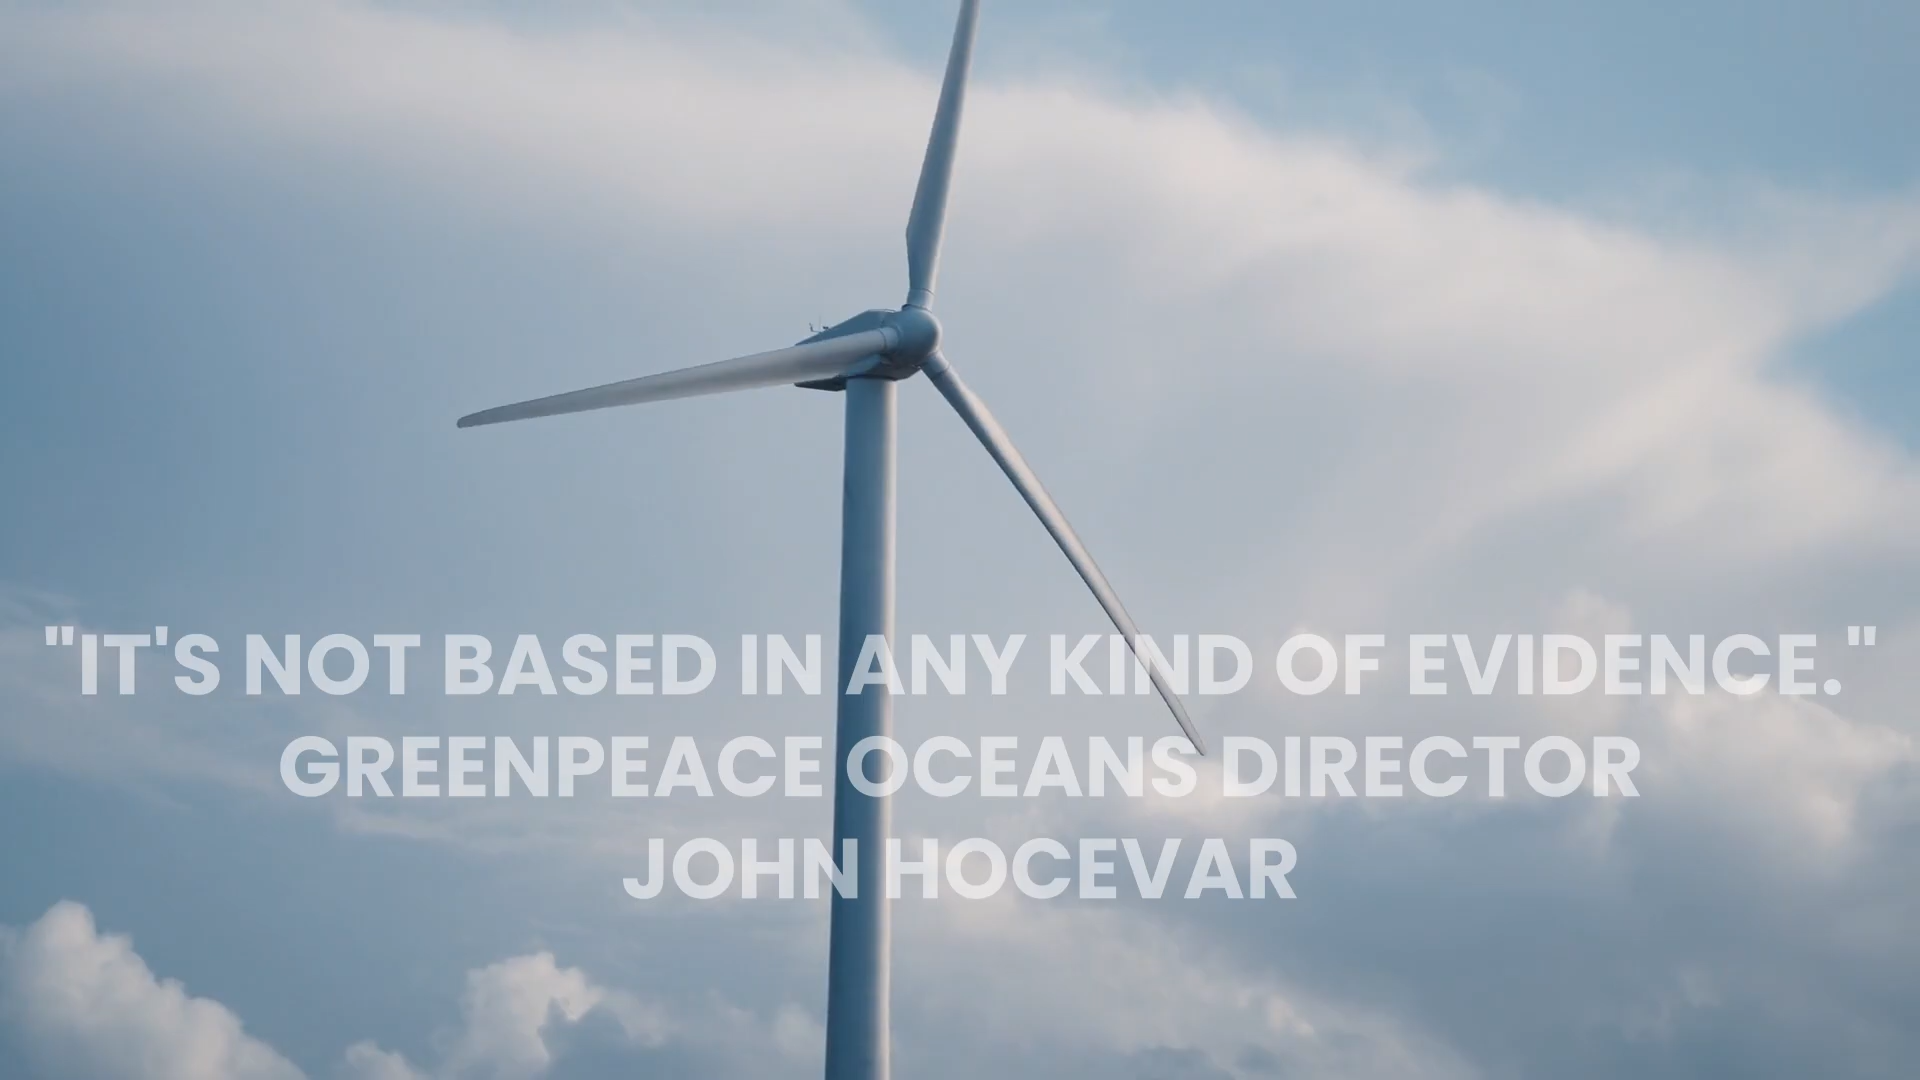 "IT'S NOT BASED IN ANY KIND OF EVIDENCE."
GREENPEACE OCEANS DIRECTOR
JOHN HOCEVAR